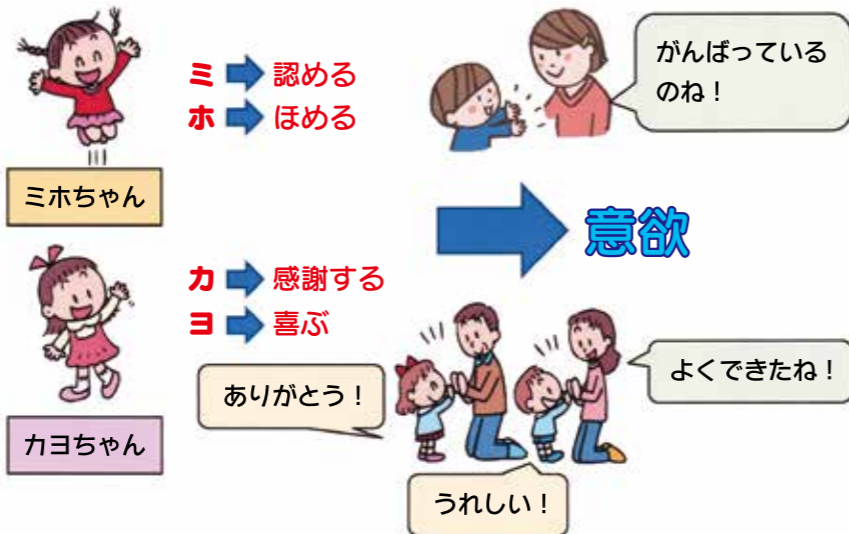 ミ 認める
ホ ほめる
がんばっている
のね！
ミホちゃん
意欲
カ 感謝する
ヨ 喜ぶ
ありがとう！
よくできたね！
カヨちゃん
うれしい！